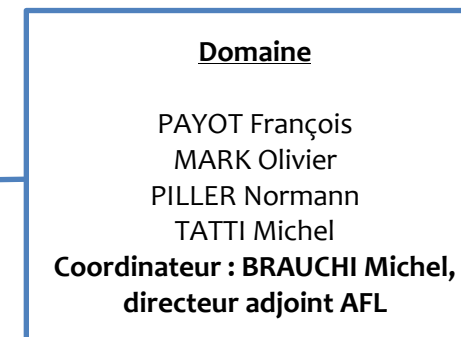 Domaine
PAYOT François
MARK Olivier
PILLER Normann
TATTI Michel
Coordinateur : BRAUCHI Michel,
directeur adjoint AFL